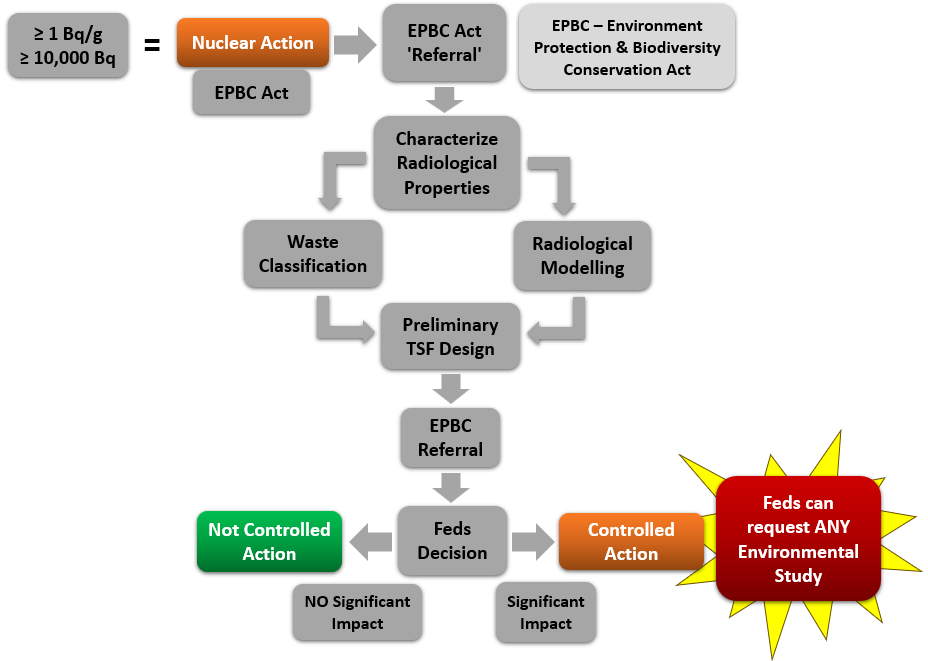 ≥ 1 Bq/g
≥ 10,000 Bq
=
Nuclear Action
EPBC Act
EPBC Act
'Referral'
EPBC – Environment
Protection & Biodiversity
Conservation Act
Characterize
Radiological
Properties
Waste
Classification
Radiological
Modelling
Preliminary
TSF Design
EPBC
Referral
Not Controlled
Action
Feds
Decision
Controlled
Action
Feds can
request ANY
Environmental
Study
NO Significant
Impact
Significant
Impact